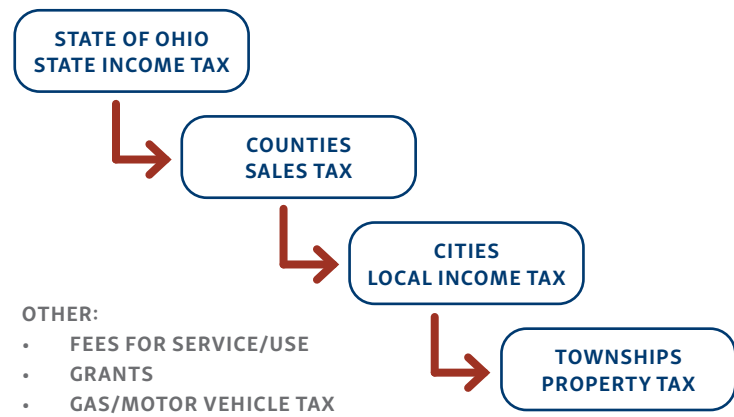 STATE OF OHIO
STATE INCOME TAX
COUNTIES
SALES TAX
CITIES
LOCAL INCOME TAX
TOWNSHIPS
PROPERTY TAX
OTHER:
• FEES FOR SERVICE/USE
• GRANTS
• GAS/MOTOR VEHICLE TAX